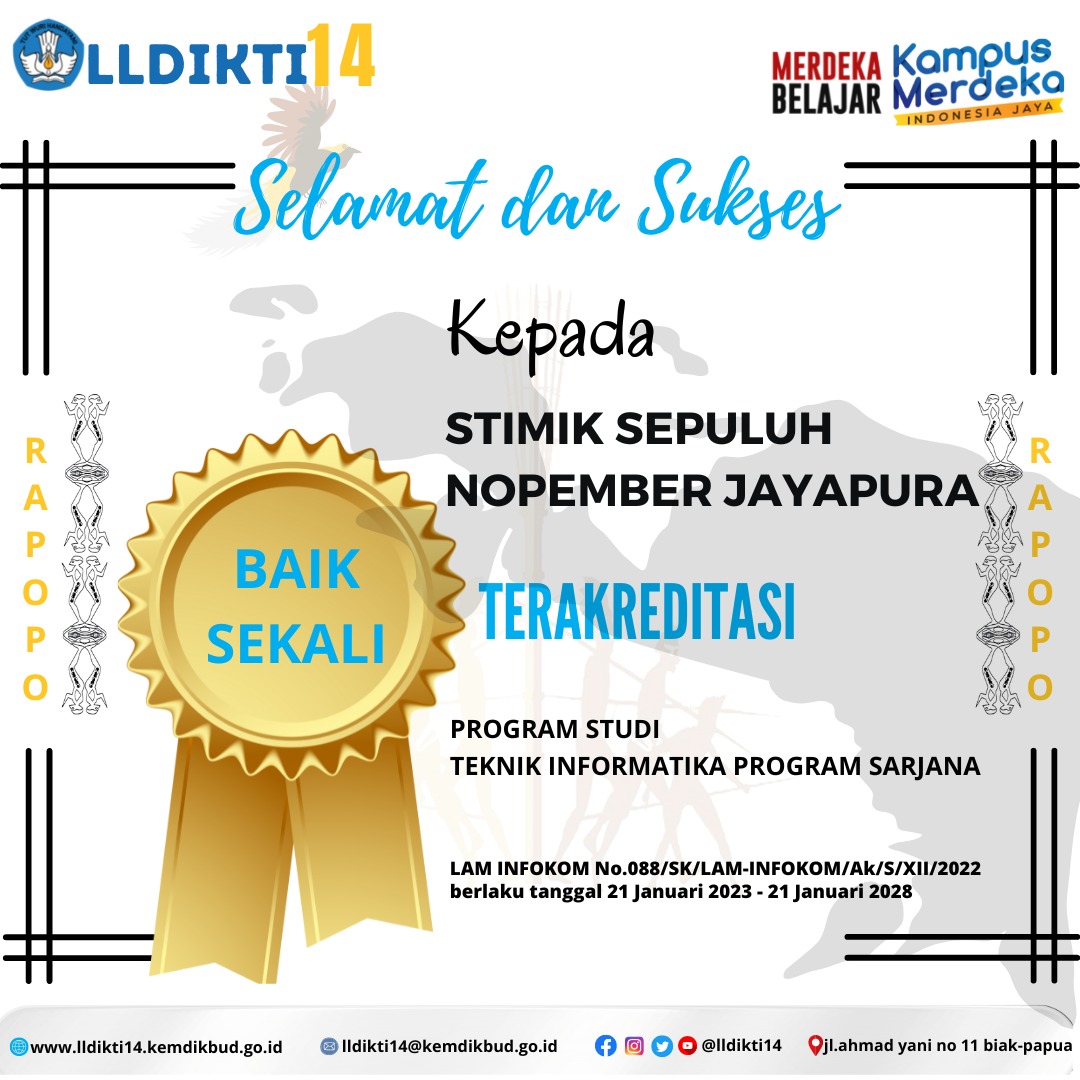 TUT WURI HANDAYANI
LLDIKTI14
MERDEKA
BELAJAR
Kampus
Merdeka
INDONESIA JAYA
Selamat dan Sukses
Kepada
STIMIK SEPULUH
NOPEMBER JAYAPURA
RAPOPO
RAPOPO
BAIK
SEKALI
TERAKREDITASI
PROGRAM STUDI
TEKNIK INFORMATIKA PROGRAM SARJANA
LAM INFOKOM No.088/SK/LAM-INFOKOM/Ak/S/XII/2022
berlaku tanggal 21 Januari 2023 - 21 Januari 2028
www.lldikti14.kemdikbud.go.id
lldikti14@kemdikbud.go.id
@lldikti14
jl.ahmad yani no 11 biak-papua